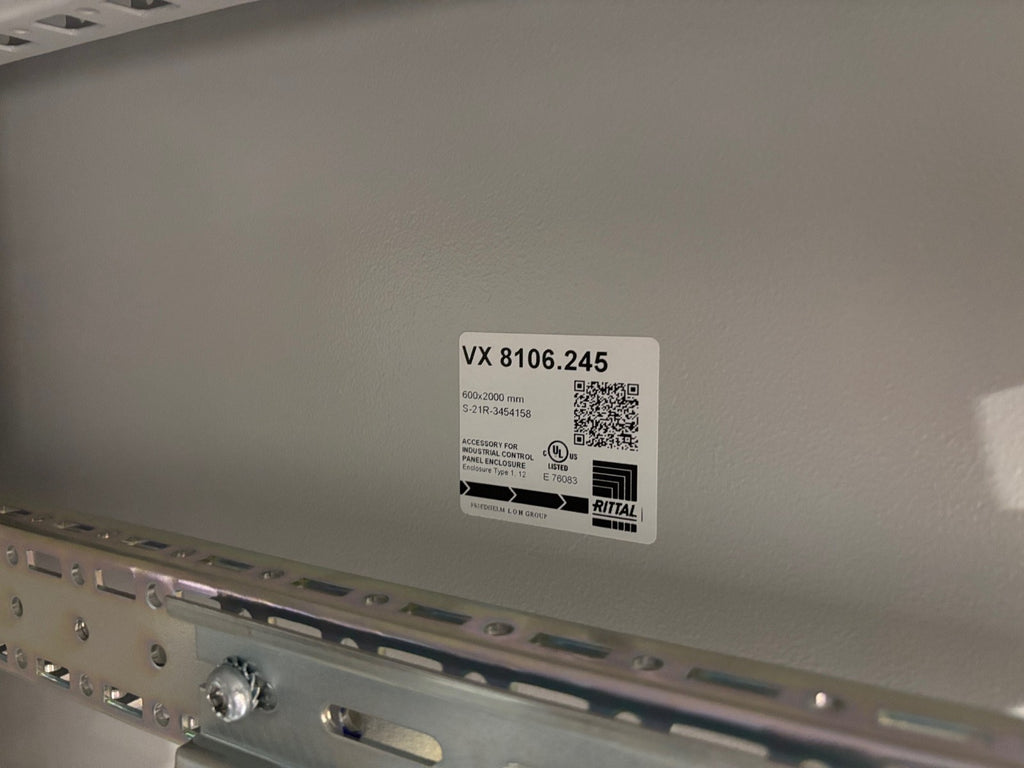 VX 8106.245
600x2000 mm
S-21R-3454158
ACCESSORY FOR
INDUSTRIAL CONTROL
PANEL ENCLOSURE
Enclosure Type 1, 12
C UL US
LISTED
E 76083
RITTAL
FRIEDHELM LOH GROUP